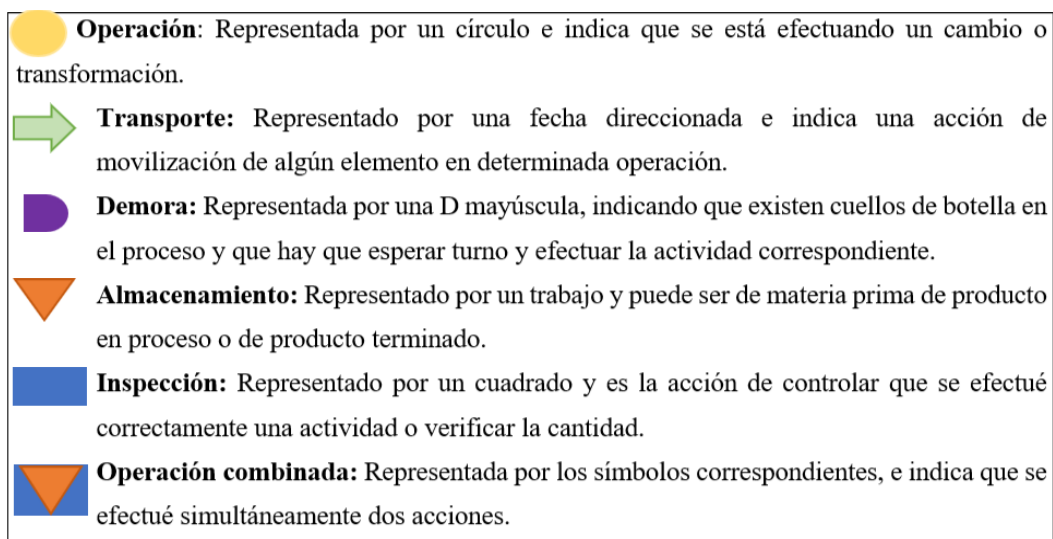 Operación: Representada por un círculo e indica que se está efectuando un cambio o
transformación.
Transporte: Representado por una fecha direccionada e indica una acción de
movilización de algún elemento en determinada operación.
Demora: Representada por una D mayúscula, indicando que existen cuellos de botella en
el proceso y que hay que esperar turno y efectuar la actividad correspondiente.
Almacenamiento: Representado por un trabajo y puede ser de materia prima de producto
en proceso o de producto terminado.
Inspección: Representado por un cuadrado y es la acción de controlar que se efectué
correctamente una actividad o verificar la cantidad.
Operación combinada: Representada por los símbolos correspondientes, e indica que se
efectué simultáneamente dos acciones.